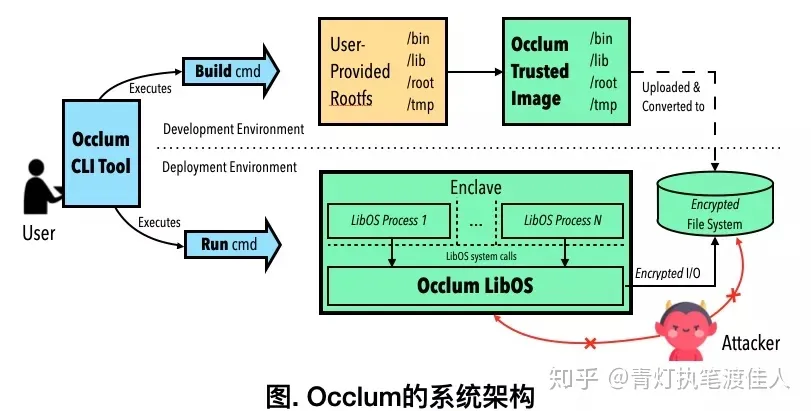 Build cmd
Executes
User-
Provided
Rootfs
/bin
/lib
/root
/tmp
Occlum
Trusted
Image
/bin
/lib
/root
/tmp
Uploaded &
Converted to
Occlum
CLI Tool
Development Environment
Deployment Environment
User
Executes
Run cmd
Enclave
LibOS Process 1
...
LibOS Process N
LibOS system calls
Occlum LibOS
Encrypted I/O
Encrypted
File System
Attacker
知乎 @青灯执笔渡佳人
图. Occlum的系统架构